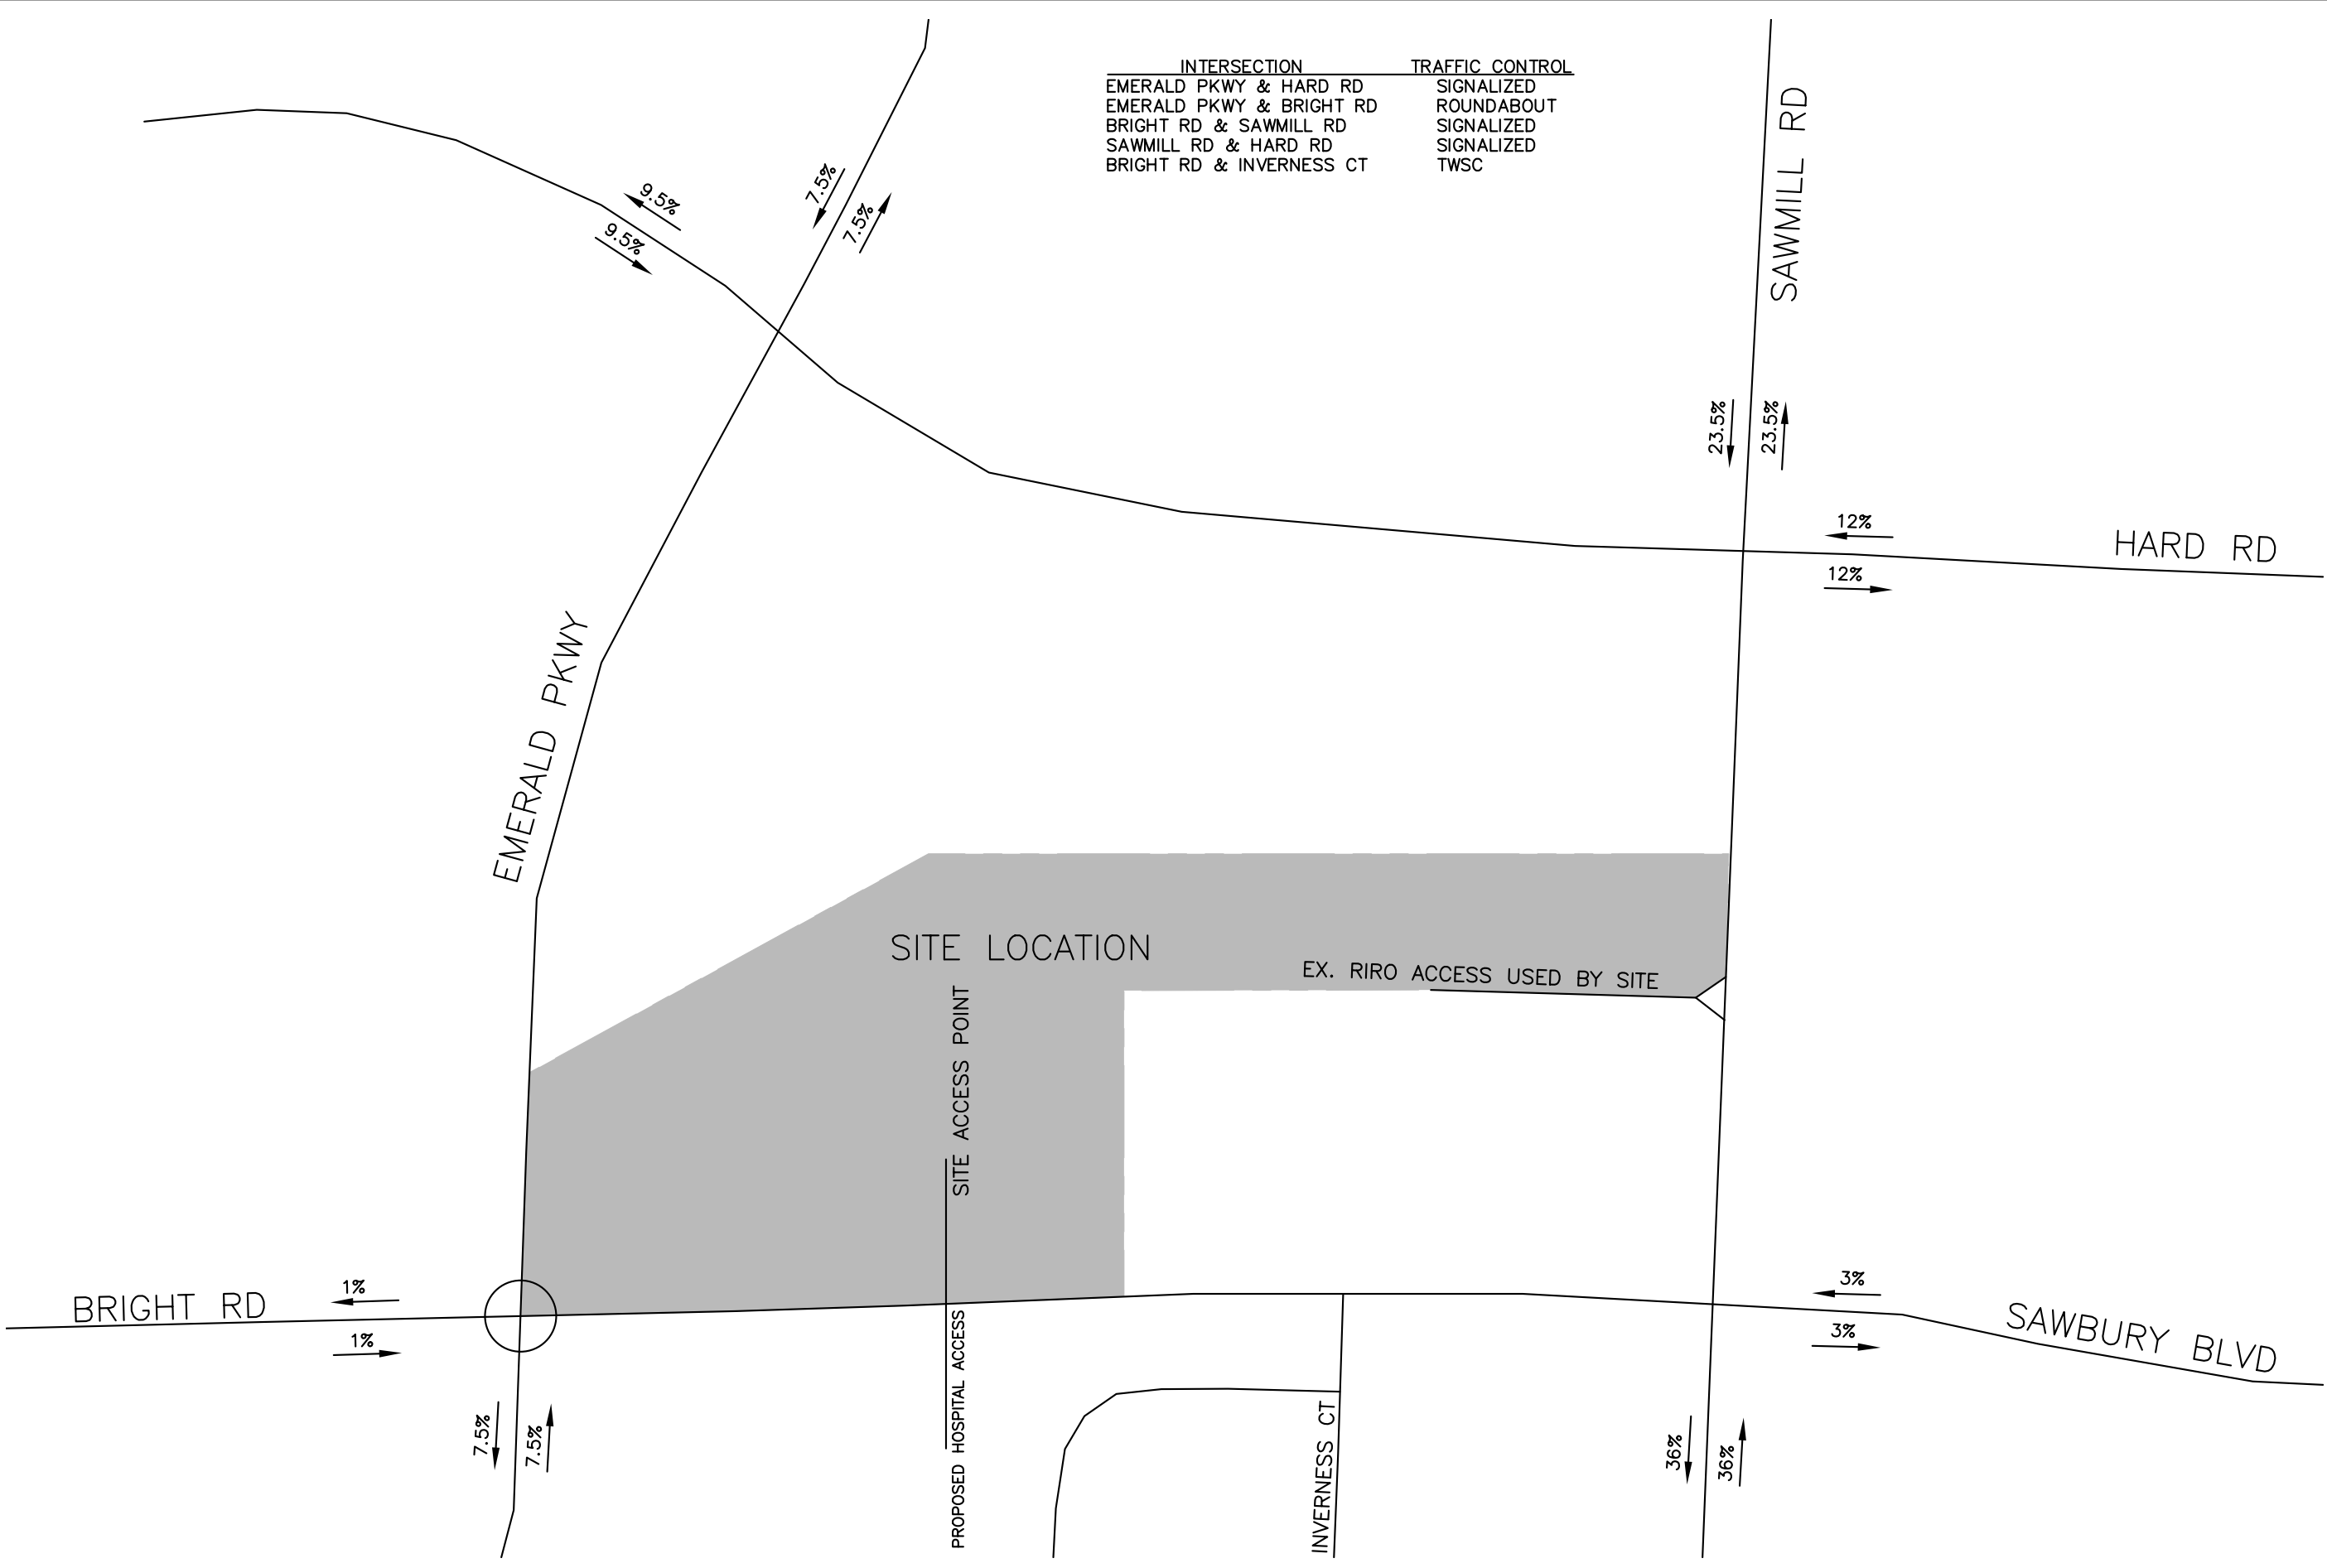 INTERSECTION TRAFFIC CONTROL
EMERALD PKWY & HARD RD SIGNALIZED
EMERALD PKWY & BRIGHT RD ROUNDABOUT
BRIGHT RD & SAWMILL RD SIGNALIZED
SAWMILL RD & HARD RD SIGNALIZED
BRIGHT RD & INVERNESS CT TWSC
SAWMILL RD
9.5%
9.5%
7.5%
7.5%
23.5%
23.5%
12%
12%
HARD RD
EMERALD PKWY
SITE LOCATION
EX. RIRO ACCESS USED BY SITE
SITE ACCESS POINT
BRIGHT RD
1%
1%
3%
3%
SAWBURY BLVD
PROPOSED HOSPITAL ACCESS
INVERNESS CT
7.5%
7.5%
36%
36%